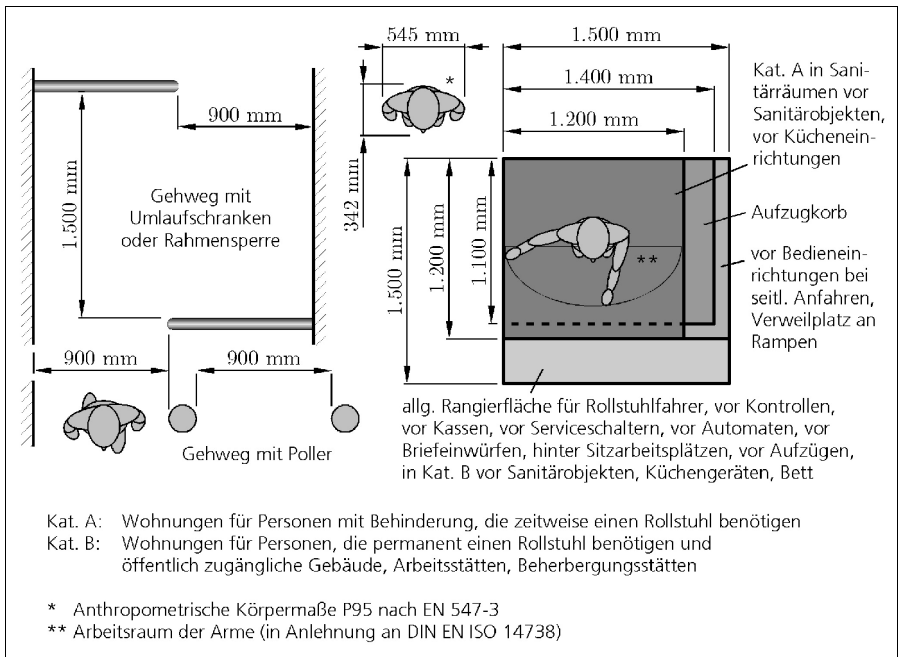 545 mm
1.500 mm
1.400 mm
1.200 mm
Kat. A in Sani-
tärräumen vor
Sanitärobjekten,
vor Küchenein-
richtungen
Aufzugkorb
vor Bedienein-
richtungen bei
seitl. Anfahren,
Verweilplatz an
Rampen
*
342 mm
900 mm
1.500 mm
Gehweg mit
Umlaufschranken
oder Rahmensperre
1.500 mm
1.200 mm
1.100 mm
**
900 mm
900 mm
Gehweg mit Poller
allg. Rangierfläche für Rollstuhlfahrer, vor Kontrollen,
vor Kassen, vor Serviceschaltern, vor Automaten, vor
Briefeinwürfen, hinter Sitzarbeitsplätzen, vor Aufzügen,
in Kat. B vor Sanitärobjekten, Küchengeräten, Bett
Kat. A: Wohnungen für Personen mit Behinderung, die zeitweise einen Rollstuhl benötigen
Kat. B: Wohnungen für Personen, die permanent einen Rollstuhl benötigen und
öffentlich zugängliche Gebäude, Arbeitsstätten, Beherbergungsstätten
* Anthropometrische Körpermaße P95 nach EN 547-3
** Arbeitsraum der Arme (in Anlehnung an DIN EN ISO 14738)